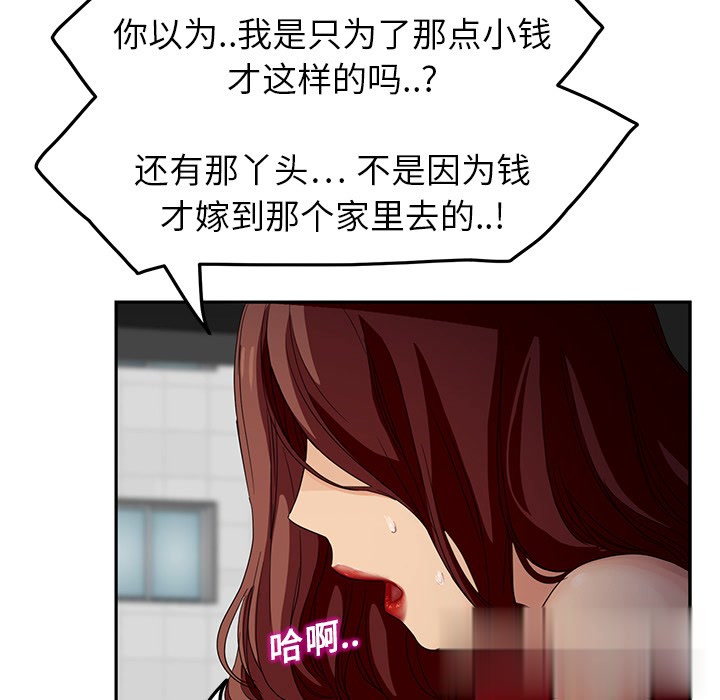 你以为..我是只为了那点小钱
才这样的吗..?
还有那丫头... 不是因为钱
才嫁到那个家里去的..!
哈啊..